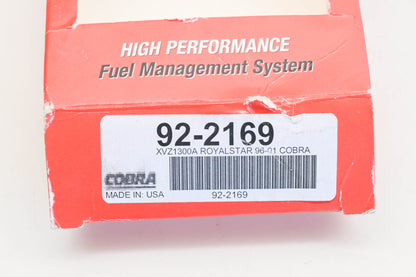 HIGH PERFORMANCE
Fuel Management System
92-2169
XVZ1300A ROYALSTAR 96-01 COBRA
COBRA
MADE IN: USA
92-2169